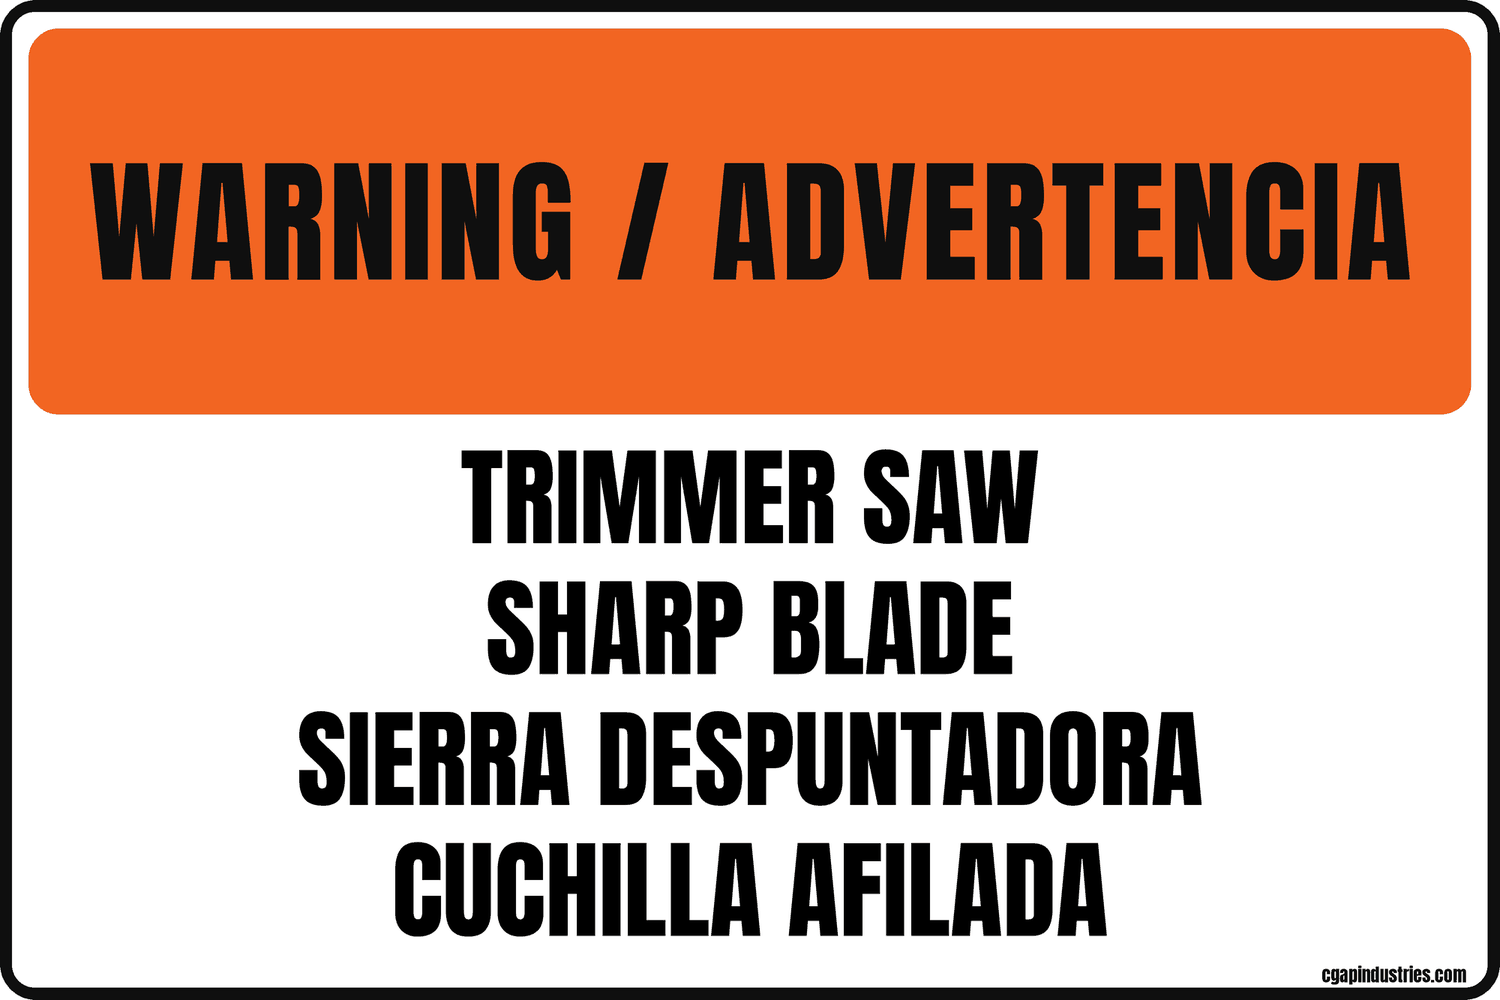 WARNING / ADVERTENCIA
TRIMMER SAW
SHARP BLADE
SIERRA DESPUNTADORA
CUCHILLA AFILADA
cgapindustries.com